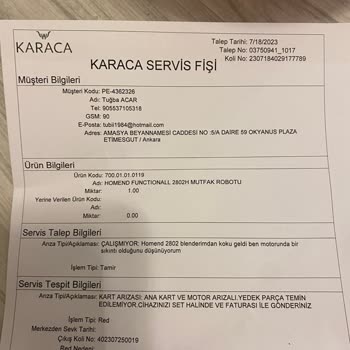 KARACA
Talep Tarihi: 7/18/2023
Talep No: 03750941_1017
Koli No: 2307184029177789
KARACA SERVİS FİŞİ
Müşteri Bilgileri
Müşteri Kodu: PE-4362326
Adı: Tuğba ACAR
Tel: 905537105318
GSM: 90
E-Posta: tubil1984@hotmail.com
Adres: AMASYA BEYANNAMESİ CADDESİ NO :5/A DAİRE 59 OKYANUS PLAZA
ETİMESGUT / Ankara
Ürün Bilgileri
Ürün Kodu: 700.01.01.0119
Adı: HOMEND FUNCTIONALL 2802H MUTFAK ROBOTU
Miktar: 1.00
Yerine Verilen Ürün Kodu:
Adı:
Miktar: 0.00
Servis Talep Bilgileri
Arıza Tipi/Açıklaması: ÇALIŞMIYOR: Homend 2802 blenderimdan koku geldi ben motorunda bir
sıkıntı olduğunu düşünüyorum
İşlem Tipi: Tamir
Servis Tespit Bilgileri
Arıza Tipi/Açıklaması: KART ARIZASI: ANA KART VE MOTOR ARIZALI.YEDEK PARÇA TEMİN
EDİLEMİYOR.CİHAZINIZI SET HALİNDE VE FATURASI İLE GÖNDERİNİZ.
İşlem Tipi: Red
Merkezden Sevk Tarihi:
Çıkış Koli No: 402307250019
Red Nedeni: